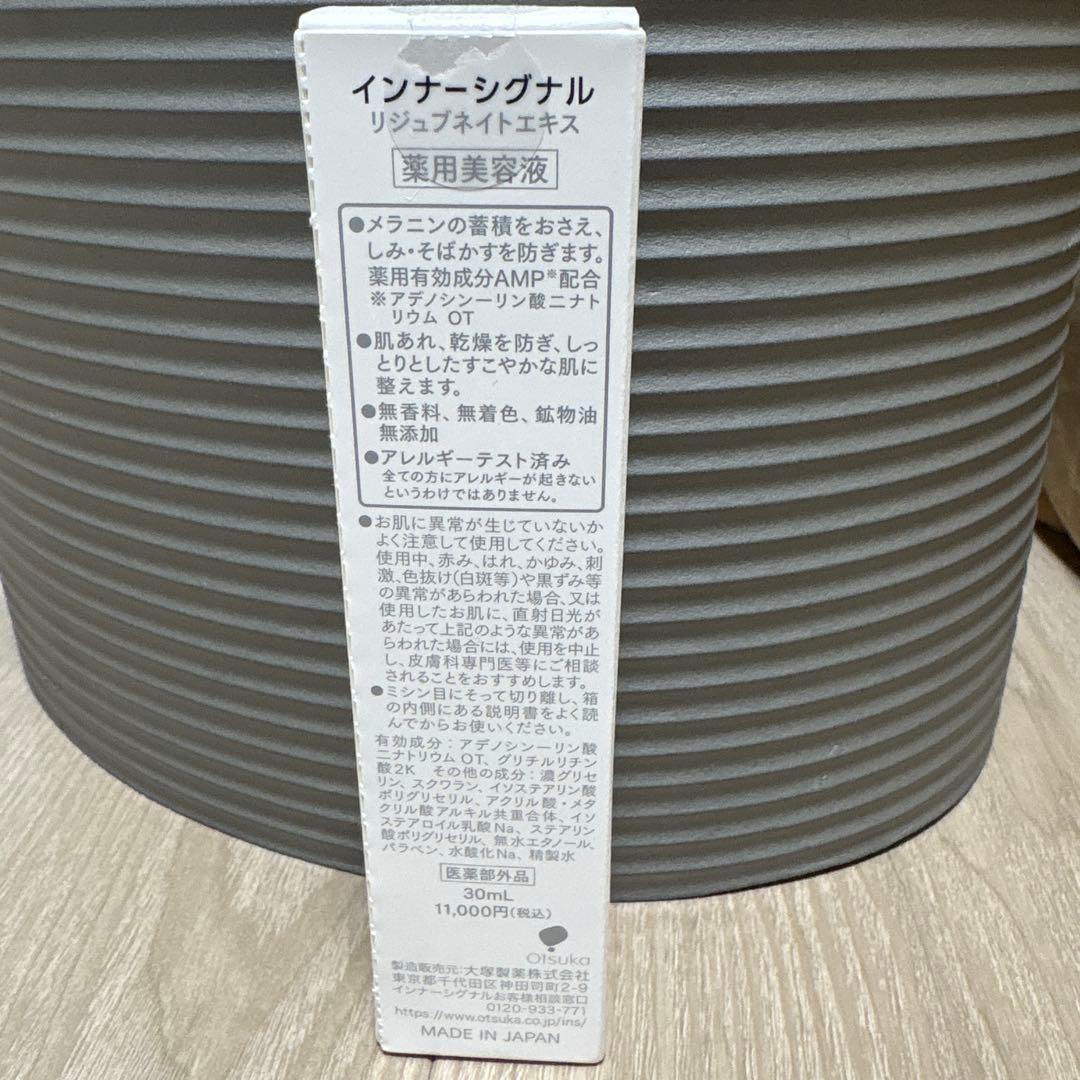 インナーシグナル
リジュブネイトエキス
薬用美容液
●メラニンの蓄積をおさえ、
しみ・そばかすを防ぎます。
薬用有効成分AMP※配合
※アデノシン一リン酸二ナト
リウム OT
●肌あれ、乾燥を防ぎ、しっ
とりとしたすこやかな肌に
整えます。
●無香料、無着色、鉱物油
無添加
●アレルギーテスト済み
全ての方にアレルギーが起きない
というわけではありません。
●お肌に異常が生じていないか
よく注意して使用してください。
使用中、赤み、はれ、かゆみ、刺
激、色抜け(白斑等)や黒ずみ等
の異常があらわれた場合、又は
使用したお肌に、直射日光が
あたって上記のような異常があ
らわれた場合には、使用を中止
し、皮膚科専門医等にご相談
されることをおすすめします。
●ミシン目にそって切り離し、箱
の内側にある説明書をよく読
んでからお使いください。
有効成分：アデノシン一リン酸
二ナトリウム OT、グリチルリチン
酸2K その他の成分：濃グリセ
リン、スクワラン、イソステアリン酸
ポリグリセリル、アクリル酸・メタ
クリル酸アルキル共重合体、イソ
ステアロイル乳酸Na、ステアリン
酸ポリグリセリル、無水エタノール、
パラベン、水酸化Na、精製水
医薬部外品
30mL
11,000円(税込)
Otsuka
製造販売元：大塚製薬株式会社
東京都千代田区神田司町2-9
インナーシグナルお客様相談窓口
0120-933-771
https://www.otsuka.co.jp/ins/
MADE IN JAPAN